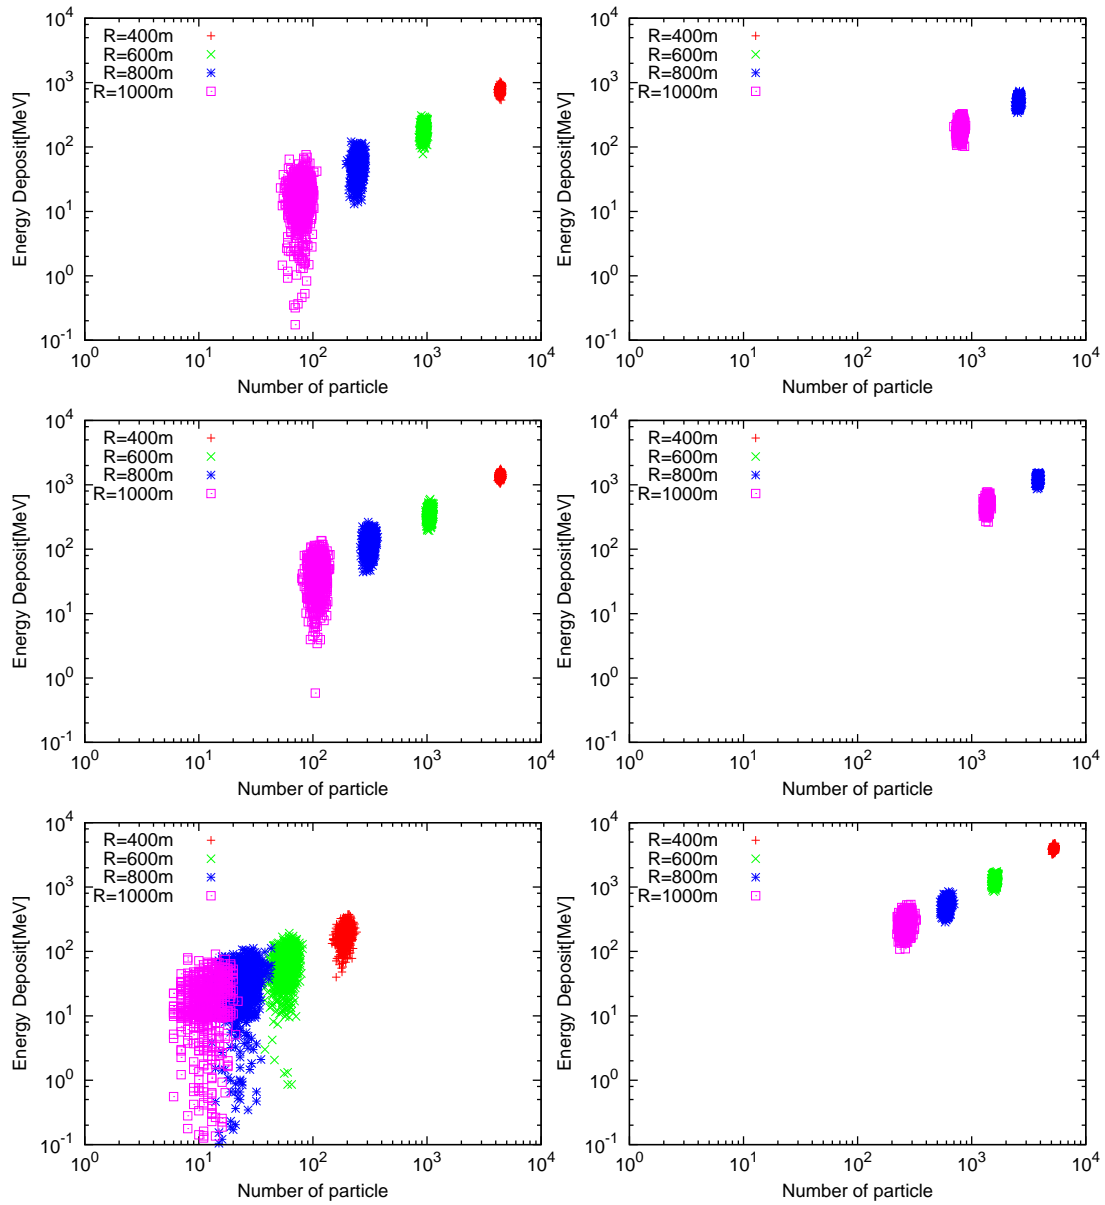 R=400m
R=600m
R=800m
R=1000m
Energy Deposit[MeV]
10^4
10^3
10^2
10^1
10^0
10^-1
10^0 10^1 10^2 10^3 10^4
Number of particle
R=400m
R=600m
R=800m
R=1000m
Energy Deposit[MeV]
10^4
10^3
10^2
10^1
10^0
10^-1
10^0 10^1 10^2 10^3 10^4
Number of particle
R=400m
R=600m
R=800m
R=1000m
Energy Deposit[MeV]
10^4
10^3
10^2
10^1
10^0
10^-1
10^0 10^1 10^2 10^3 10^4
Number of particle
R=400m
R=600m
R=800m
R=1000m
Energy Deposit[MeV]
10^4
10^3
10^2
10^1
10^0
10^-1
10^0 10^1 10^2 10^3 10^4
Number of particle
R=400m
R=600m
R=800m
R=1000m
Energy Deposit[MeV]
10^4
10^3
10^2
10^1
10^0
10^-1
10^0 10^1 10^2 10^3 10^4
Number of particle
R=400m
R=600m
R=800m
R=1000m
Energy Deposit[MeV]
10^4
10^3
10^2
10^1
10^0
10^-1
10^0 10^1 10^2 10^3 10^4
Number of particle